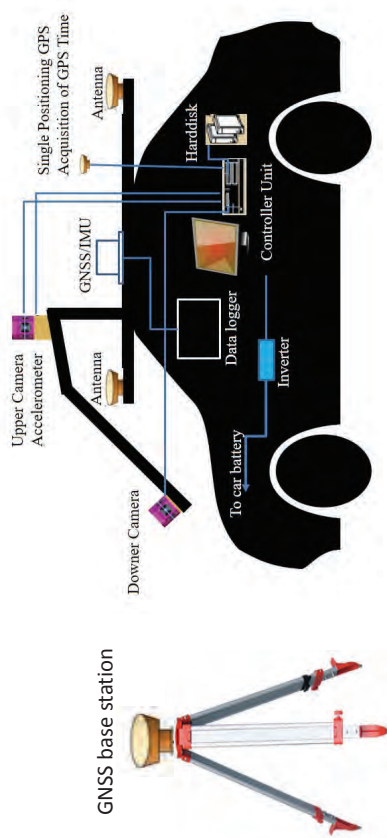 GNSS base station
Upper Camera
Accelerometer
Single Positioning GPS
Acquisition of GPS Time
GNSS/IMU
Antenna
Antenna
Downer Camera
Harddisk
Data logger
Controller Unit
Inverter
To car battery